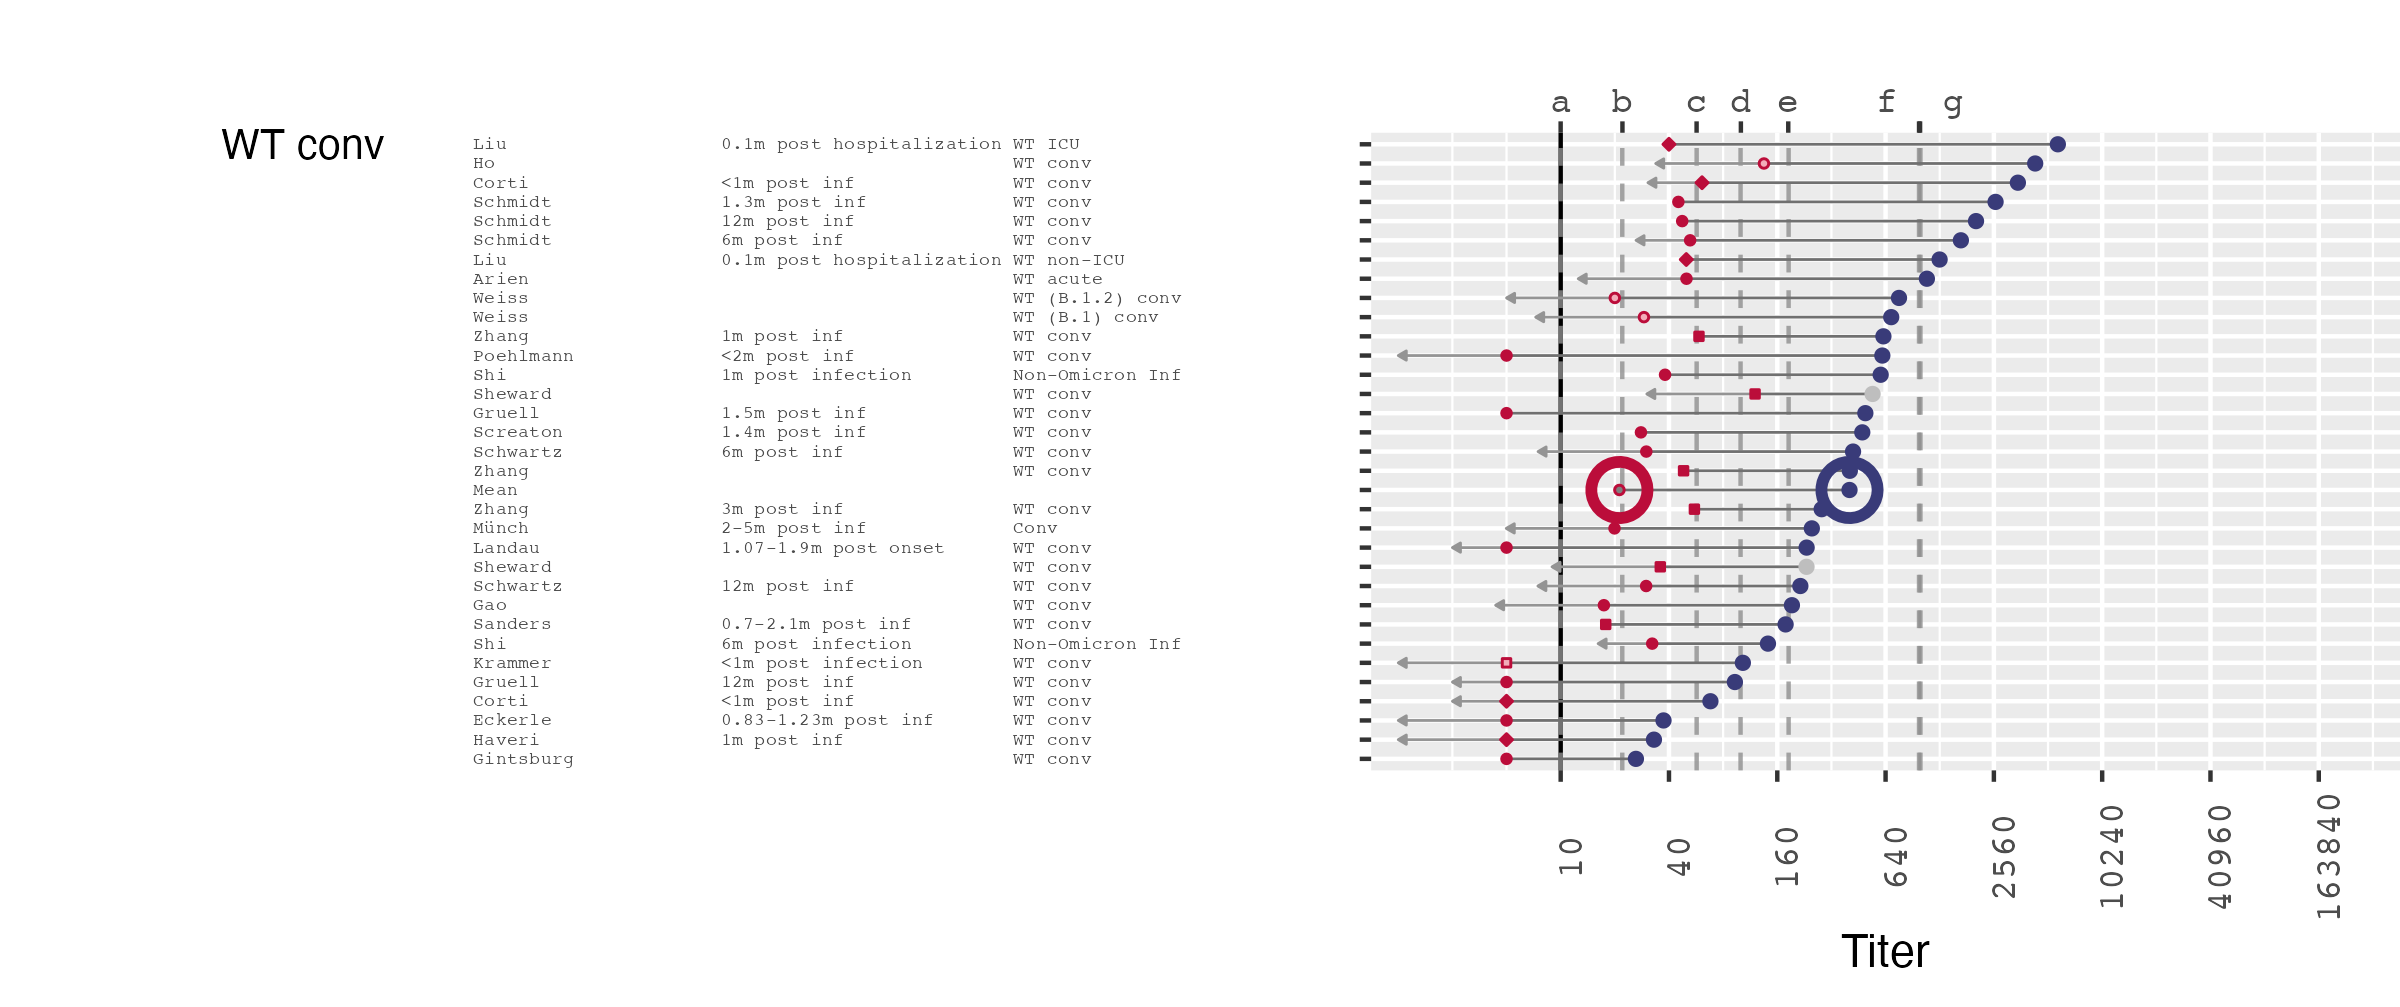 a b c d e f g
WT conv
Liu 0.1m post hospitalization WT ICU
Ho WT conv
Corti <1m post inf WT conv
Schmidt 1.3m post inf WT conv
Schmidt 12m post inf WT conv
Schmidt 6m post inf WT conv
Liu 0.1m post hospitalization WT non-ICU
Arien WT acute
Weiss WT (B.1.2) conv
Weiss WT (B.1) conv
Zhang 1m post inf WT conv
Poehlmann <2m post inf WT conv
Shi 1m post infection Non-Omicron Inf
Sheward WT conv
Gruell 1.5m post inf WT conv
Screaton 1.4m post inf WT conv
Schwartz 6m post inf WT conv
Zhang WT conv
Mean
Zhang 3m post inf WT conv
Münch 2-5m post inf Conv
Landau 1.07-1.9m post onset WT conv
Sheward WT conv
Schwartz 12m post inf WT conv
Gao WT conv
Sanders 0.7-2.1m post inf WT conv
Shi 6m post infection Non-Omicron Inf
Krammer <1m post infection WT conv
Gruell 12m post inf WT conv
Corti <1m post inf WT conv
Eckerle 0.83-1.23m post inf WT conv
Haveri 1m post inf WT conv
Gintsburg WT conv
10 40 160 640 2560 10240 40960 163840
Titer